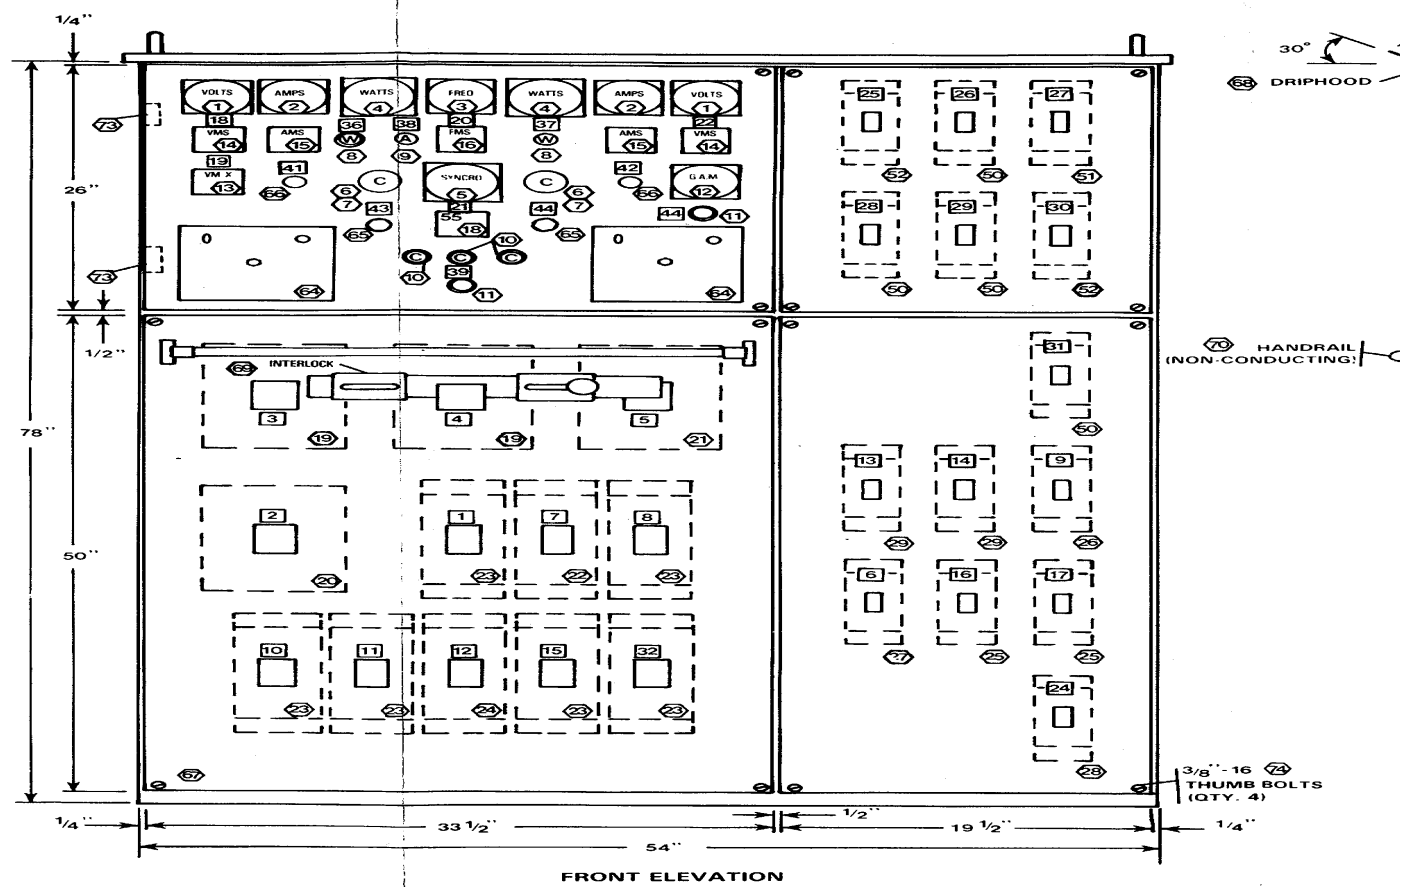 1/4"
30°
68 DRIPHOOD
VOLTS AMPS WATTS FREQ WATTS AMPS VOLTS
1 2 4 3 4 2 1
18 36 38 20 37 22
73
VMS AMS W A FMS W AMS VMS
14 15 16 15 14
8 9 8
19 41 42
VM X C SYNCRO C G.A.M
13 66 6 5 6 66 12
7 21 7
43 55 44 44 11
65 18 65
10
C C C
10 39
11
73
64 64
26"
25 26 27
52 50 51
28 29 30
50 50 52
1/2"
INTERLOCK
69
3 4 5
19 19 21
31
50
70 HANDRAIL
(NON-CONDUCTING)
78"
50"
2 1 7 8
20 23 22 23
13 14 9
29 29 26
6 16 17
27 25 25
10 11 12 15 32
23 23 24 23 23
24
28
67
3/8"-16 74
THUMB BOLTS
(QTY. 4)
1/4" 33 1/2" 1/2" 19 1/2" 1/4"
54"
FRONT ELEVATION